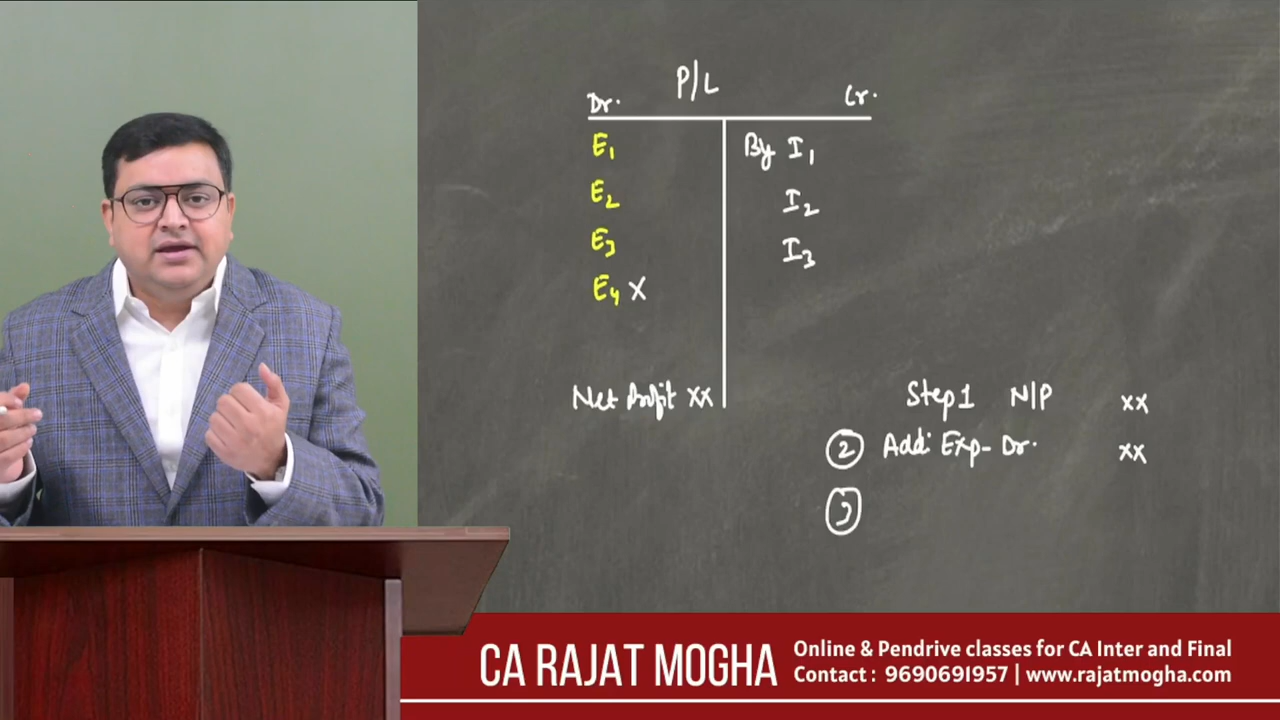 P/L
Dr. Cr.
E1 By I1
E2 I2
E3 I3
E4 X
Net Profit xx
Step 1 N/P xx
2 Add: Exp- Dr. xx
3
CA RAJAT MOGHA
Online & Pendrive classes for CA Inter and Final
Contact : 9690691957 | www.rajatmogha.com